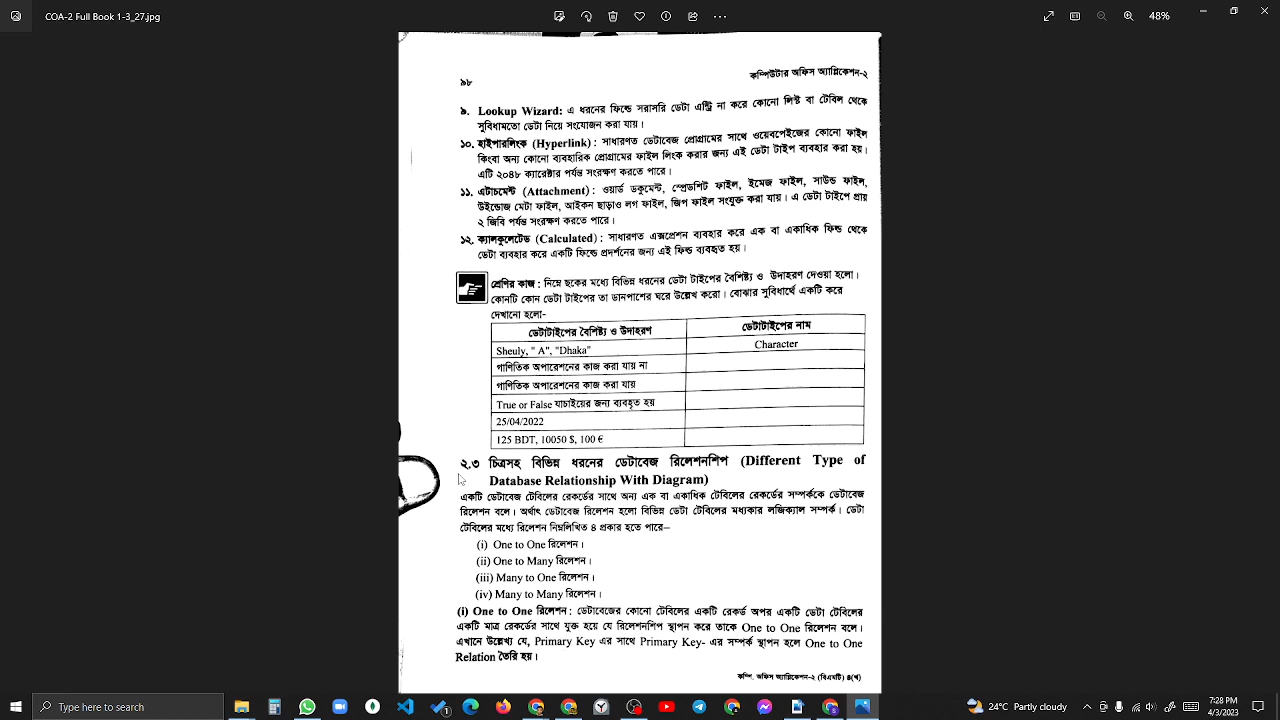 CO-2 Full Book 1-3_27.jpg
48%
৯৮
কম্পিউটার অফিস অ্যাপ্লিকেশন-২
৯. Lookup Wizard: এ ধরনের ফিল্ডে সরাসরি ডেটা এন্ট্রি না করে কোনো লিস্ট বা টেবিল থেকে
সুবিধামতো ডেটা নিয়ে সংযোজন করা যায়।
১০. হাইপারলিংক (Hyperlink) : সাধারণত ডেটাবেজ প্রোগ্রামের সাথে ওয়েবপেইজের কোনো ফাইল
কিংবা অন্য কোনো ব্যবহারিক প্রোগ্রামের ফাইল লিংক করার জন্য এই ডেটা টাইপ ব্যবহার করা হয়।
এটি ২০৪৮ ক্যারেক্টার পর্যন্ত সংরক্ষণ করতে পারে।
১১. এটাচমেন্ট (Attachment) : ওয়ার্ড ডকুমেন্ট, স্প্রেডশিট ফাইল, ইমেজ ফাইল, সাউন্ড ফাইল,
উইন্ডোজ মেটা ফাইল, আইকন ছাড়াও লগ ফাইল, জিপ ফাইল সংযুক্ত করা যায়। এ ডেটা টাইপে প্রায়
২ জিবি পর্যন্ত সংরক্ষণ করতে পারে।
১২. ক্যালকুলেটেড (Calculated) : সাধারণত এক্সপ্রেশন ব্যবহার করে এক বা একাধিক ফিল্ড থেকে
ডেটা ব্যবহার করে একটি ফিল্ডে প্রদর্শনের জন্য এই ফিল্ড ব্যবহৃত হয়।
শ্রেণির কাজ : নিম্নে ছকের মধ্যে বিভিন্ন ধরনের ডেটা টাইপের বৈশিষ্ট্য ও উদাহরণ দেওয়া হলো।
কোনটি কোন ডেটা টাইপের তা ডানপাশের ঘরে উল্লেখ করো। বোঝার সুবিধার্থে একটি করে
দেখানো হলো-
ডেটাটাইপের বৈশিষ্ট্য ও উদাহরণ
ডেটাটাইপের নাম
Sheuly, " A", "Dhaka"
Character
গাণিতিক অপারেশনের কাজ করা যায় না
গাণিতিক অপারেশনের কাজ করা যায়
True or False যাচাইয়ের জন্য ব্যবহৃত হয়
25/04/2022
125 BDT, 10050 $, 100 €
২.৩ চিত্রসহ বিভিন্ন ধরনের ডেটাবেজ রিলেশনশিপ (Different Type of
Database Relationship With Diagram)
একটি ডেটাবেজ টেবিলের রেকর্ডের সাথে অন্য এক বা একাধিক টেবিলের রেকর্ডের সম্পর্ককে ডেটাবেজ
রিলেশন বলে। অর্থাৎ ডেটাবেজ রিলেশন হলো বিভিন্ন ডেটা টেবিলের মধ্যকার লজিক্যাল সম্পর্ক। ডেটা
টেবিলের মধ্যে রিলেশন নিম্নলিখিত ৪ প্রকার হতে পারে–
(i) One to One রিলেশন।
(ii) One to Many রিলেশন।
(iii) Many to One রিলেশন।
(iv) Many to Many রিলেশন।
(i) One to One রিলেশন : ডেটাবেজের কোনো টেবিলের একটি রেকর্ড অপর একটি ডেটা টেবিলের
একটি মাত্র রেকর্ডের সাথে যুক্ত হয়ে যে রিলেশনশিপ স্থাপন করে তাকে One to One রিলেশন বলে।
এখানে উল্লেখ্য যে, Primary Key এর সাথে Primary Key- এর সম্পর্ক স্থাপন হলে One to One
Relation তৈরি হয়।
কম্পি. অফিস অ্যাপ্লিকেশন-২ (বিএমটি) ৪(খ)
Type here to search
24°C Partly cloudy
7:28 PM
4/3/2023